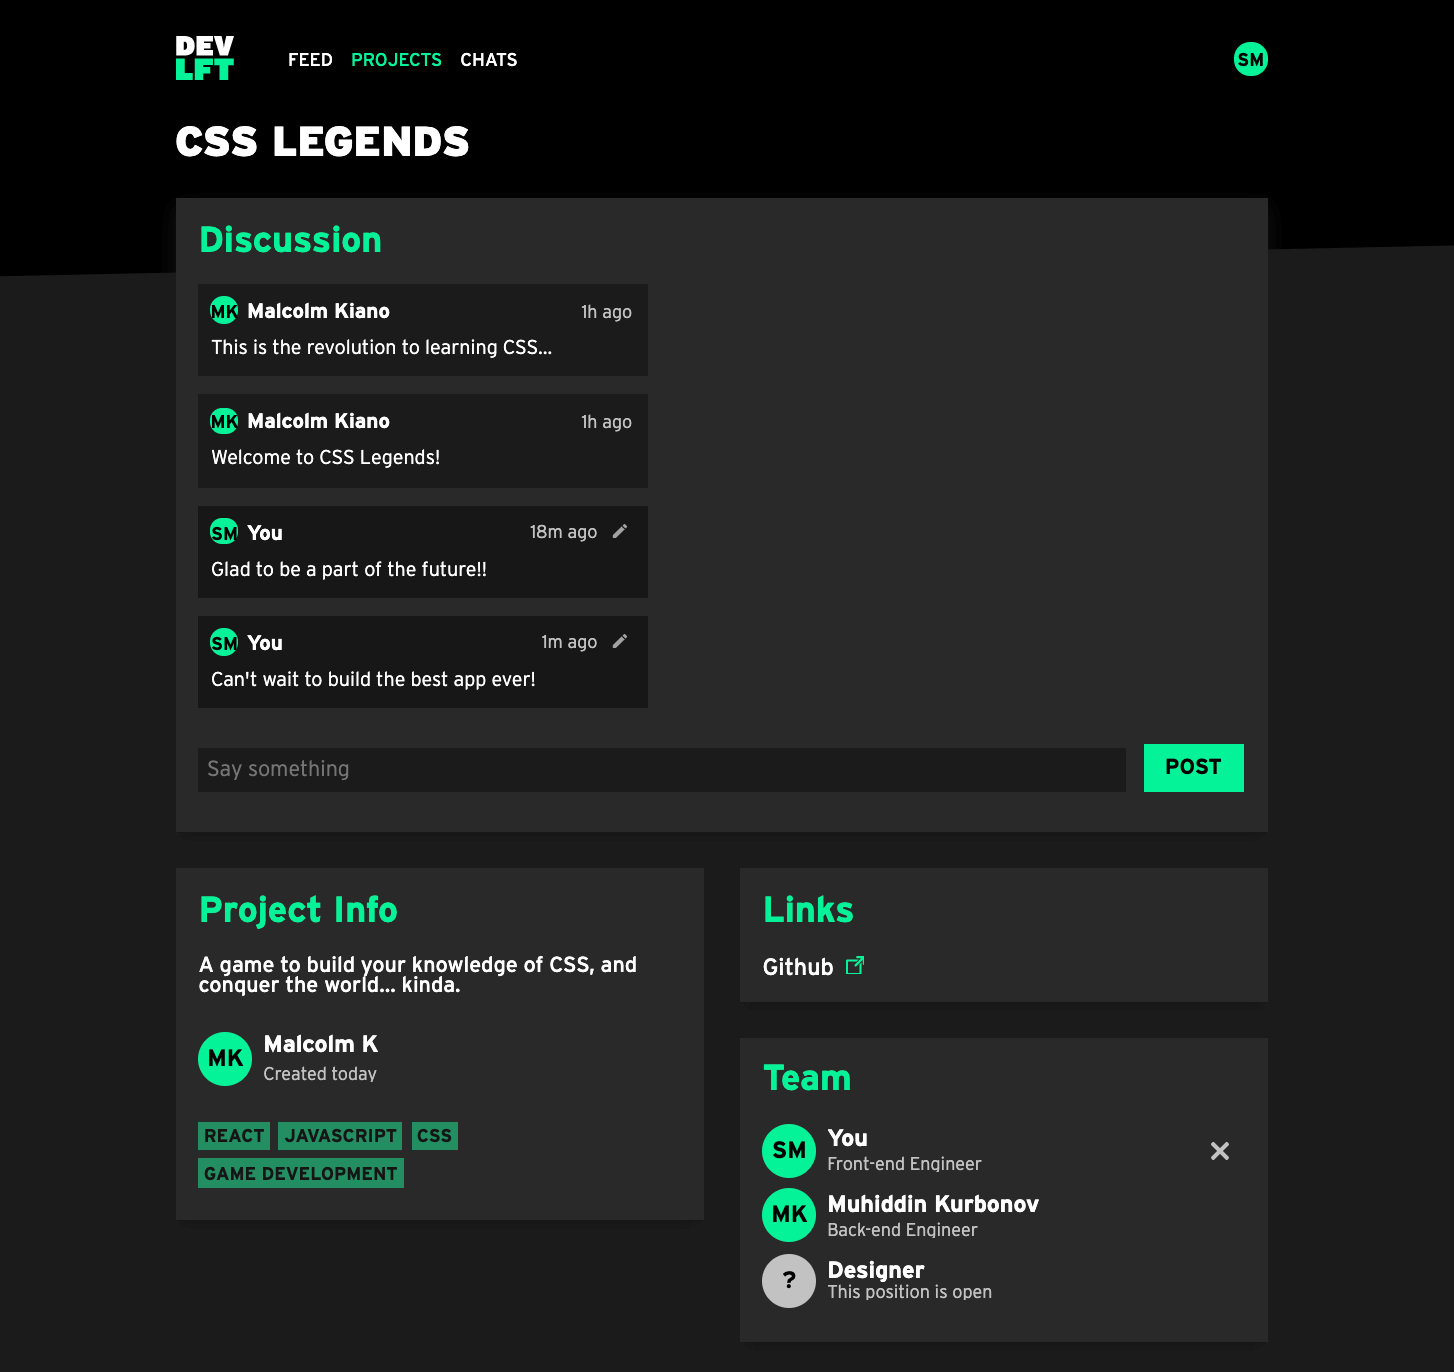 DEV
LFT
FEED PROJECTS CHATS
SM
CSS LEGENDS
Discussion
MK Malcolm Kiano 1h ago
This is the revolution to learning CSS...
MK Malcolm Kiano 1h ago
Welcome to CSS Legends!
SM You 18m ago
Glad to be a part of the future!!
SM You 1m ago
Can't wait to build the best app ever!
Say something
POST
Project Info
A game to build your knowledge of CSS, and
conquer the world... kinda.
MK
Malcolm K
Created today
REACT JAVASCRIPT CSS
GAME DEVELOPMENT
Links
Github
Team
SM
You
Front-end Engineer
MK
Muhiddin Kurbonov
Back-end Engineer
?
Designer
This position is open